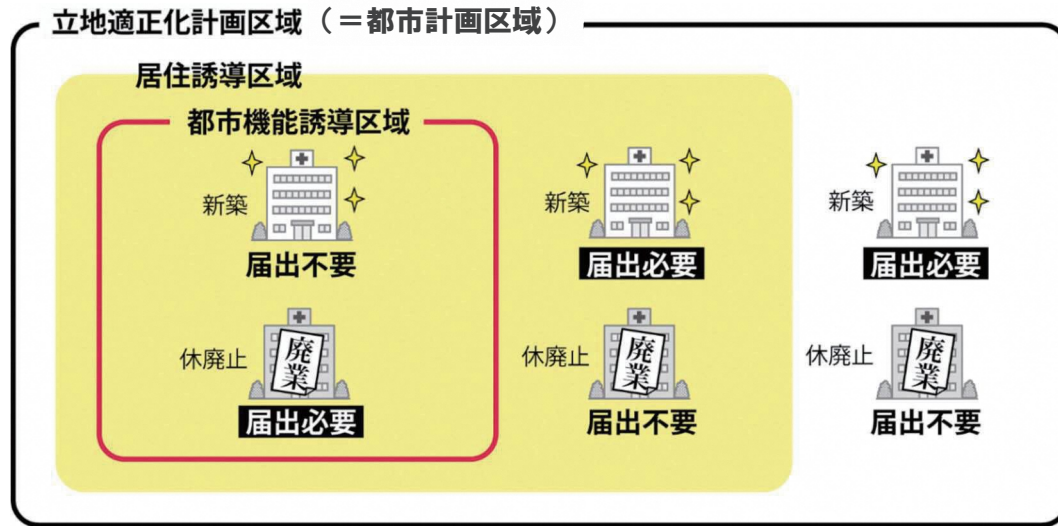 立地適正化計画区域（＝都市計画区域）
居住誘導区域
都市機能誘導区域
新築
届出不要
新築
届出必要
新築
届出必要
休廃止
廃業
届出必要
休廃止
廃業
届出不要
休廃止
廃業
届出不要